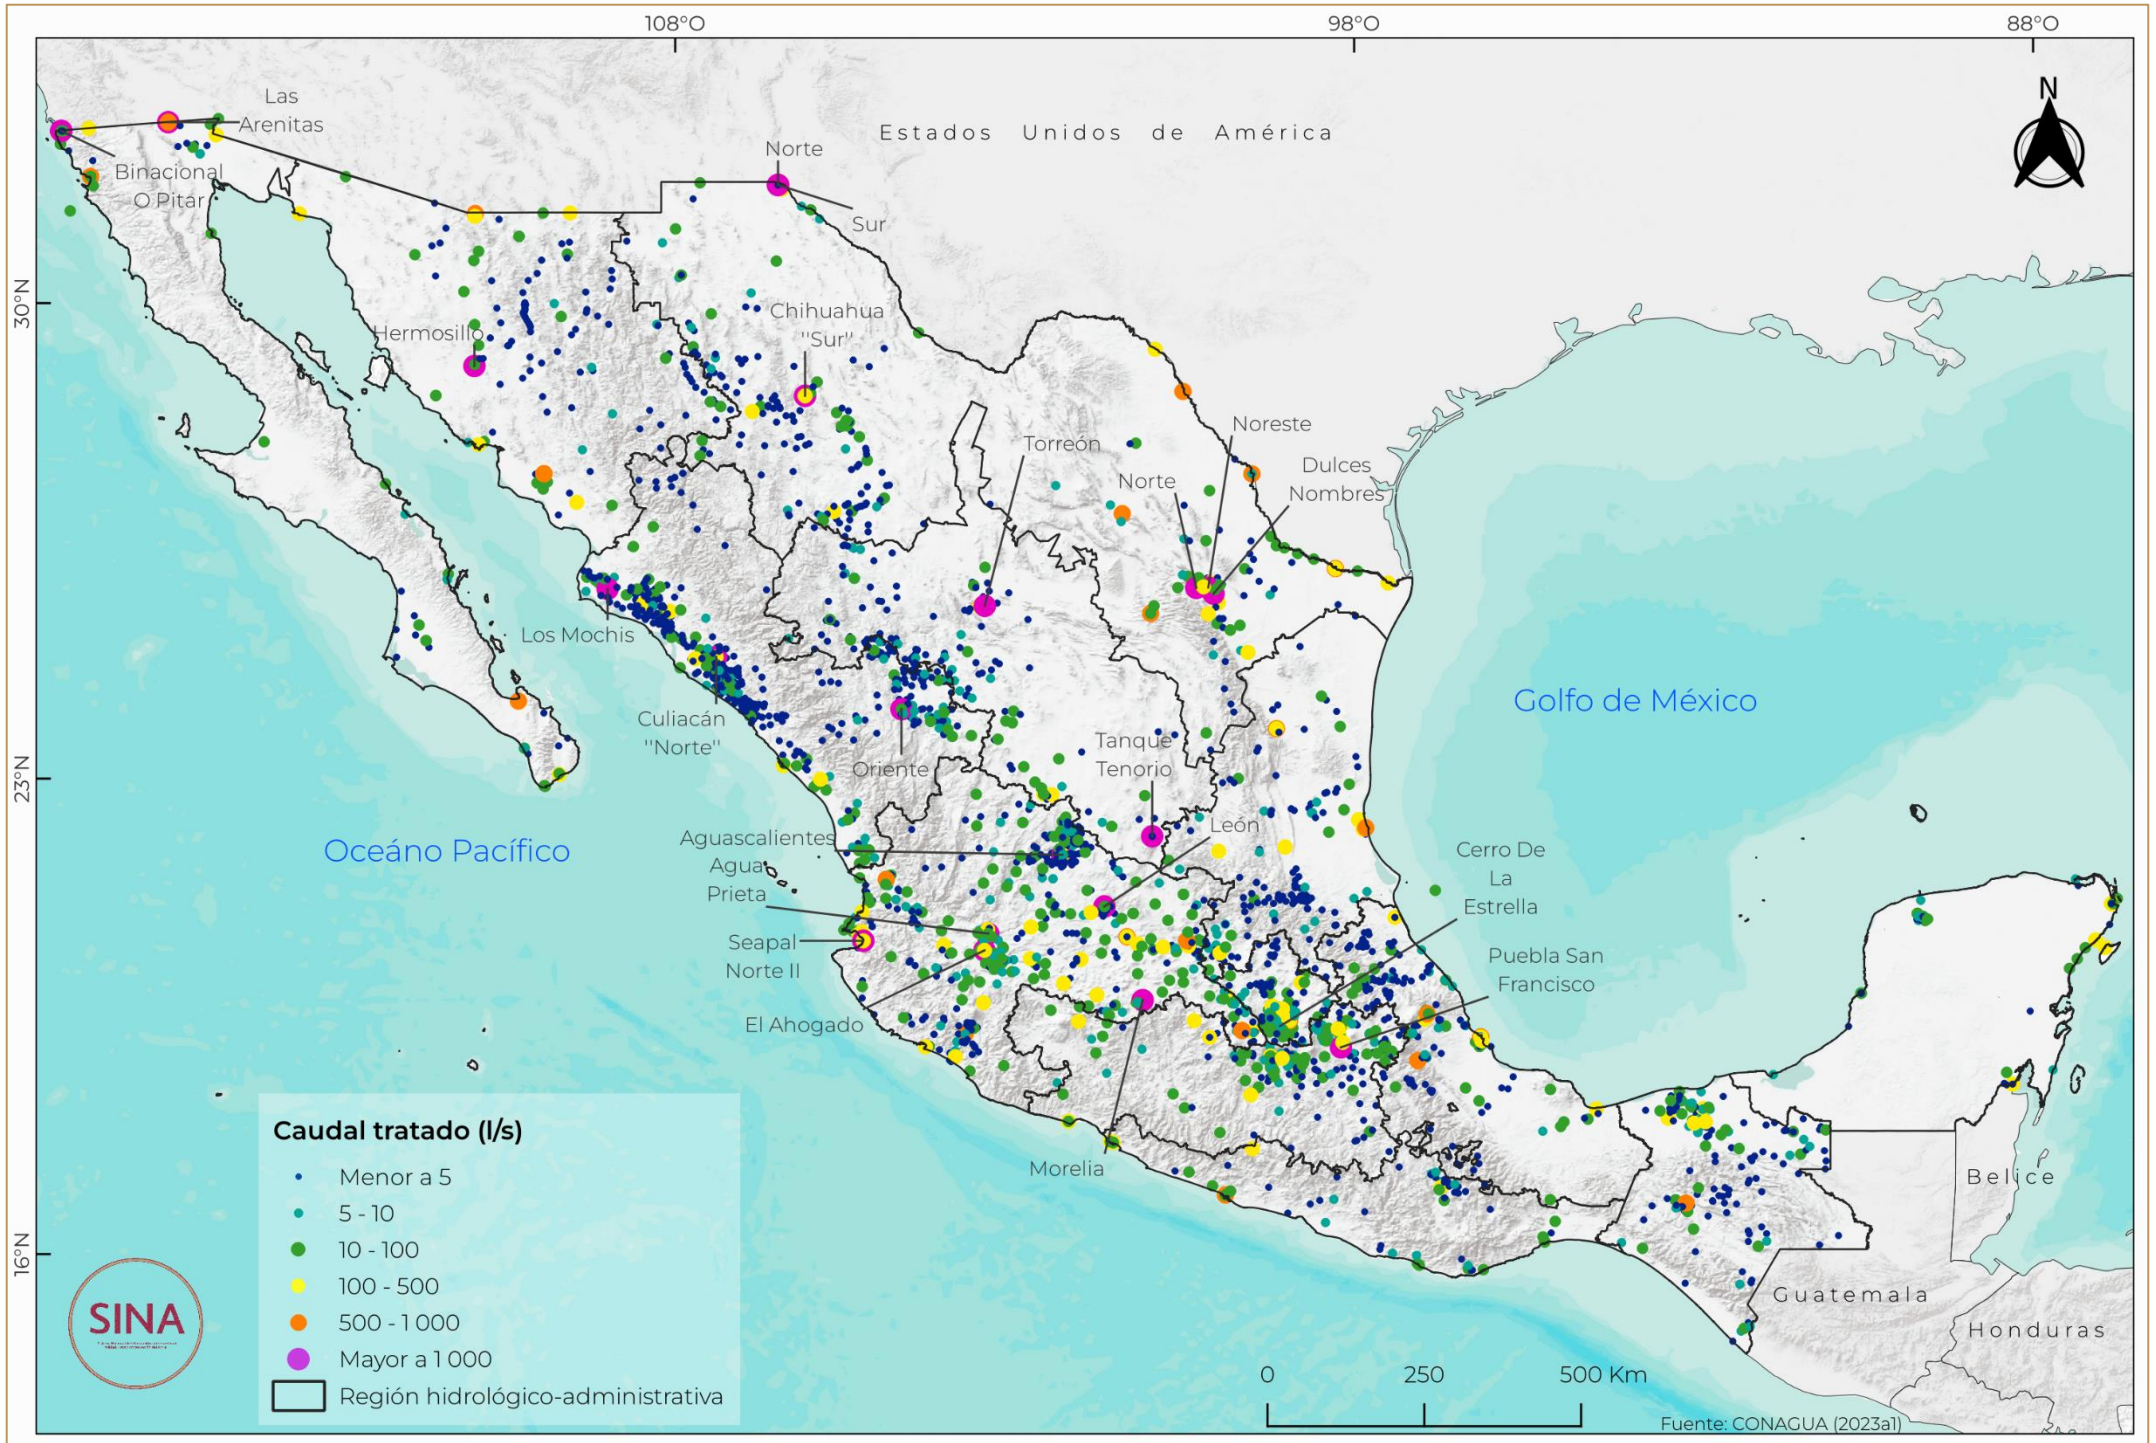 108°O
98°O
88°O
30°N
23°N
16°N
N
Las
Arenitas
Binacional
O Pitar
Estados Unidos de América
Norte
Sur
Hermosillo
Chihuahua
"Sur"
Torreón
Noreste
Norte
Dulces
Nombres
Los Mochis
Culiacán
"Norte"
Oriente
Tanque
Tenorio
Golfo de México
Océano Pacífico
Aguascalientes
Agua
Prieta
León
Cerro De
La
Estrella
Seapal
Norte II
Puebla San
Francisco
El Ahogado
Morelia
Belice
Guatemala
Honduras
Caudal tratado (l/s)
Menor a 5
5 - 10
10 - 100
100 - 500
500 - 1 000
Mayor a 1 000
Región hidrológico-administrativa
SINA
0 250 500 Km
Fuente: CONAGUA (2023a1)